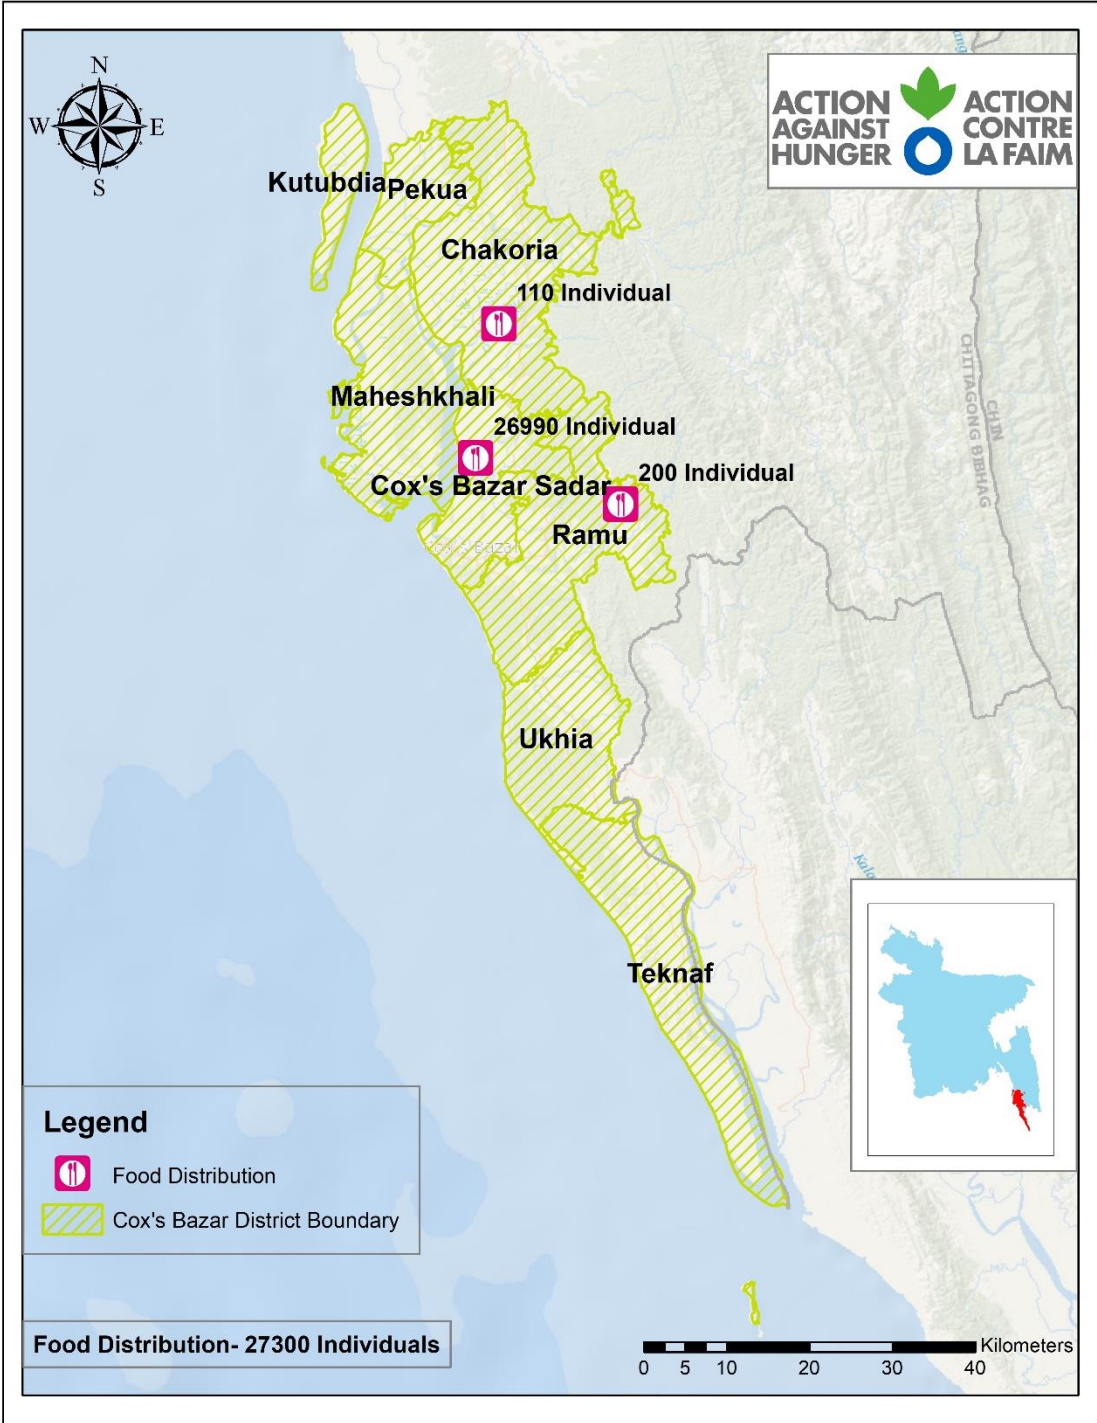 N
W
E
S
ACTION
AGAINST
HUNGER
ACTION
CONTRE
LA FAIM
Kutubdia
Pekua
Chakoria
110 Individual
Maheshkhali
26990 Individual
200 Individual
Cox's Bazar Sadar
Ramu
Cox's Bazar
CHITTAGONG BIBHAG
CHIN
Ukhia
Teknaf
Legend
Food Distribution
Cox's Bazar District Boundary
Food Distribution- 27300 Individuals
Kilometers
0 5 10 20 30 40